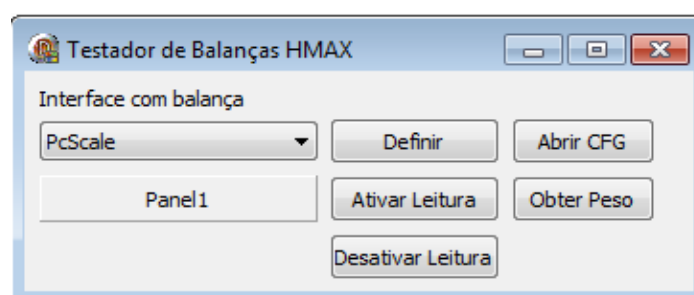 Testador de Balanças HMAX
Interface com balança
PcScale Definir Abrir CFG
Panel1 Ativar Leitura Obter Peso
Desativar Leitura